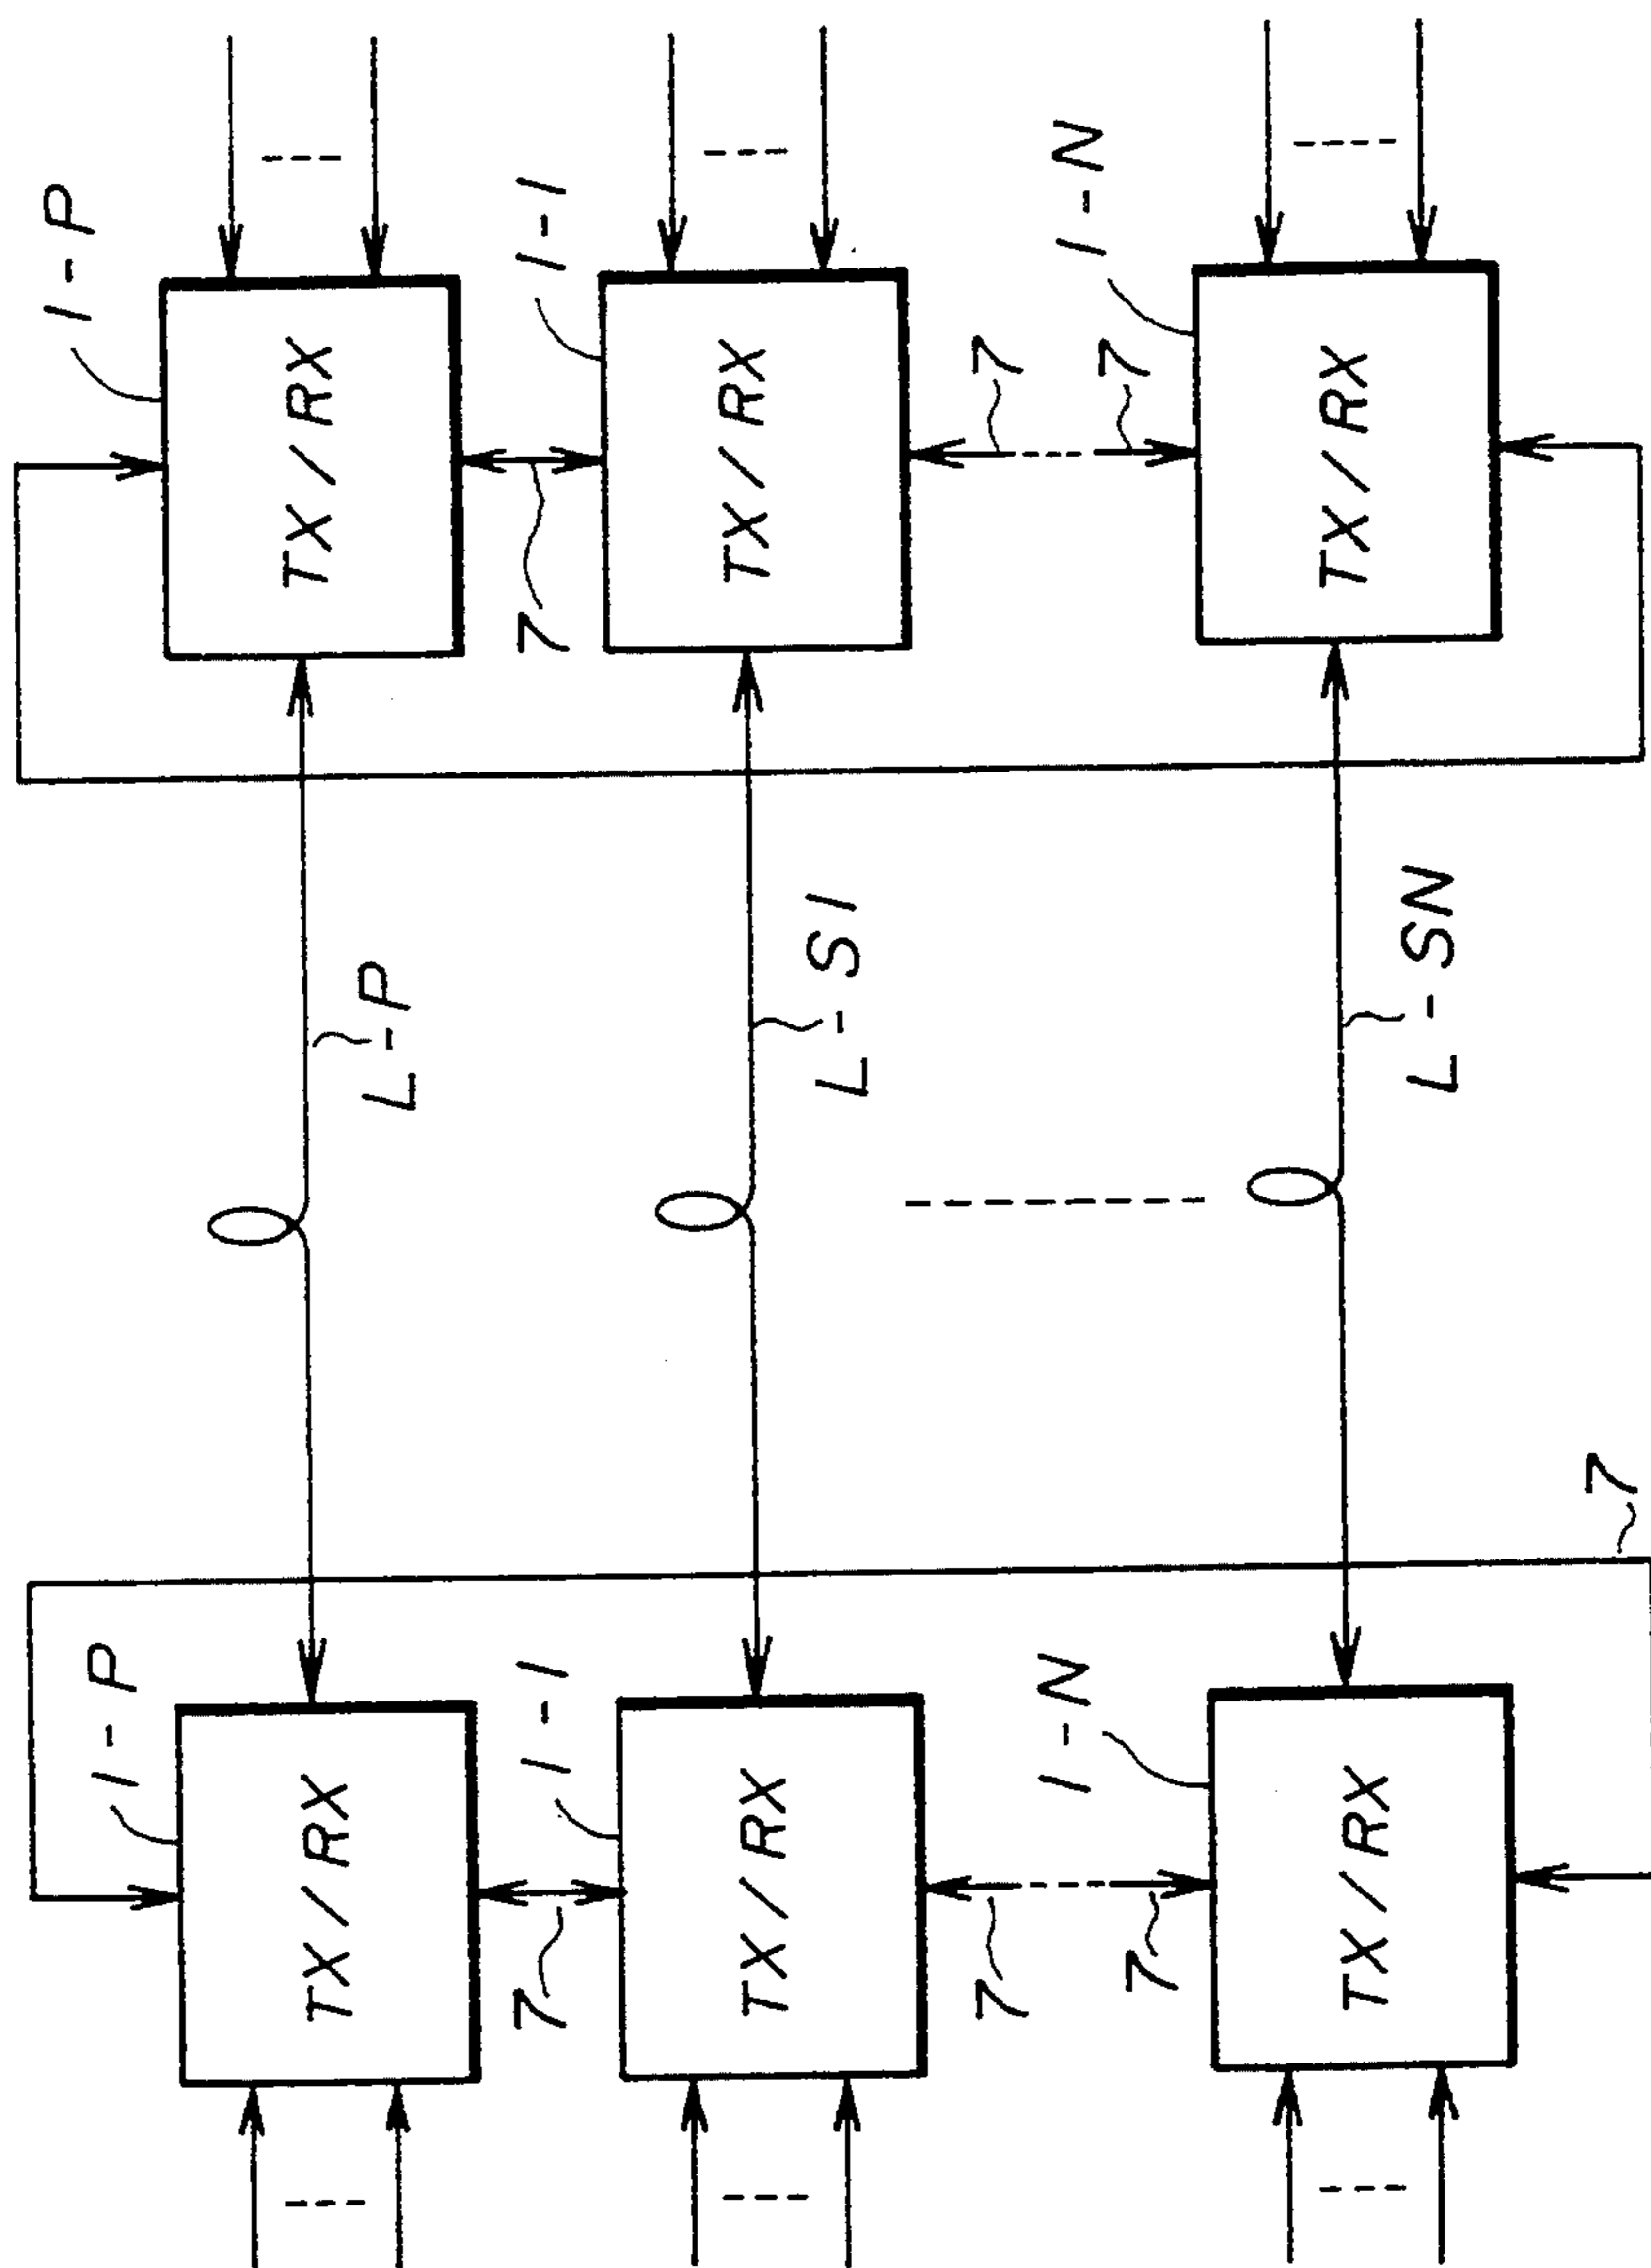 1-P
1-P
TX/RX
L-P
TX/RX
7
1-1
7
1-1
TX/RX
L-S1
TX/RX
7
7
7
1-N
7
1-N
TX/RX
L-SN
TX/RX
7